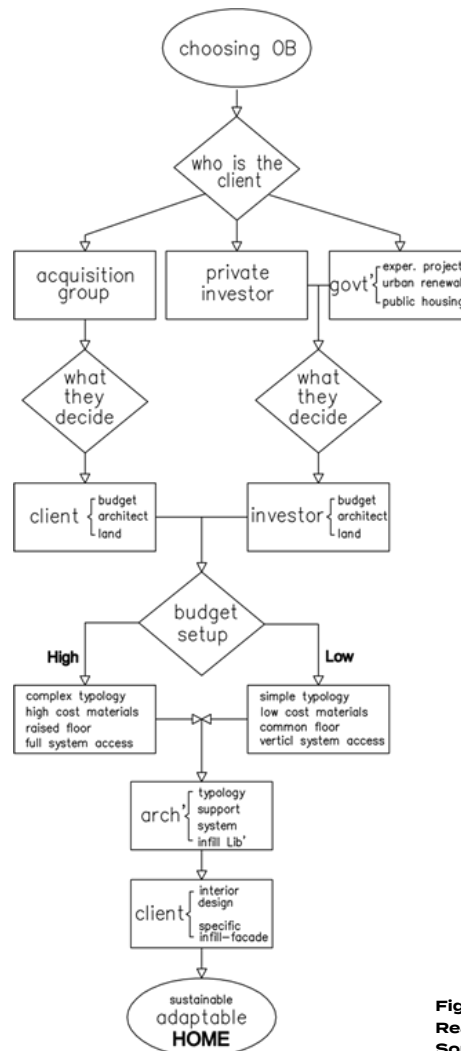 choosing OB
who is the
client
acquisition
group
private
investor
govt'
exper. project
urban renewal
public housing
what
they
decide
what
they
decide
client
budget
architect
land
investor
budget
architect
land
budget
setup
High
Low
complex typology
high cost materials
raised floor
full system access
simple typology
low cost materials
common floor
verticl system access
arch'
typology
support
system
infill Lib'
client
interior
design
specific
infill-facade
sustainable
adaptable
HOME